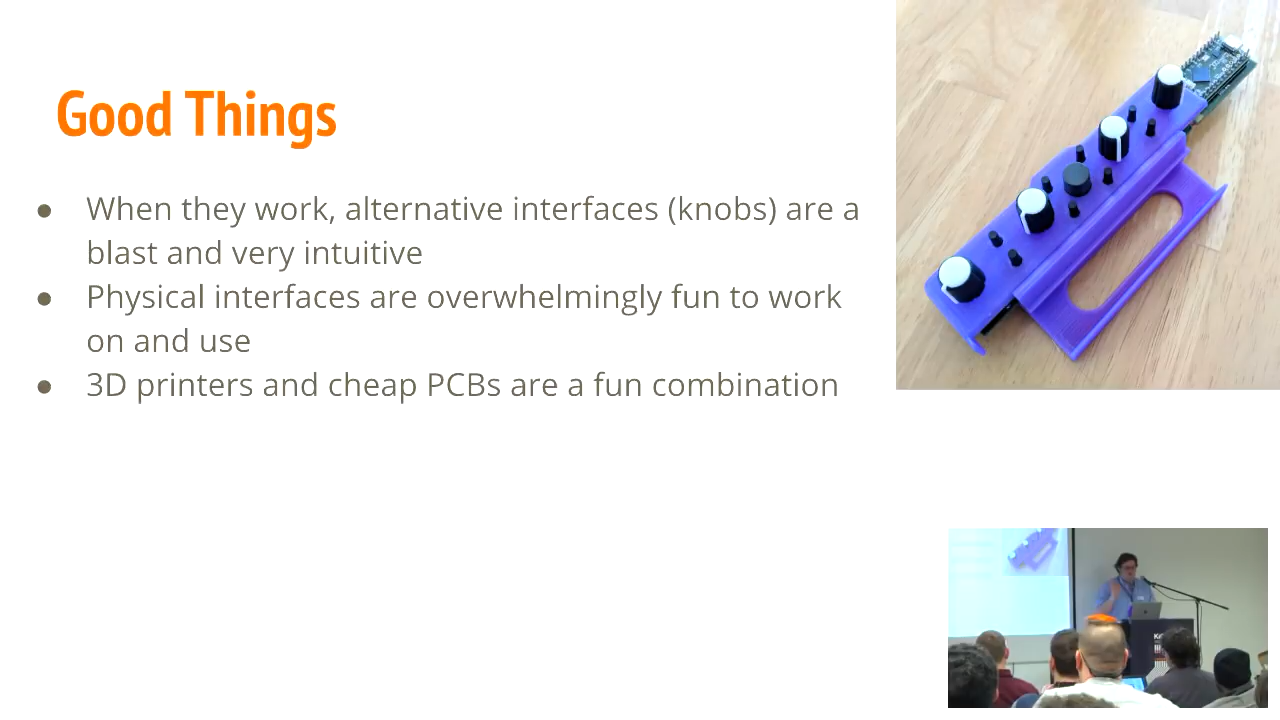 Good Things
● When they work, alternative interfaces (knobs) are a
blast and very intuitive
● Physical interfaces are overwhelmingly fun to work
on and use
● 3D printers and cheap PCBs are a fun combination